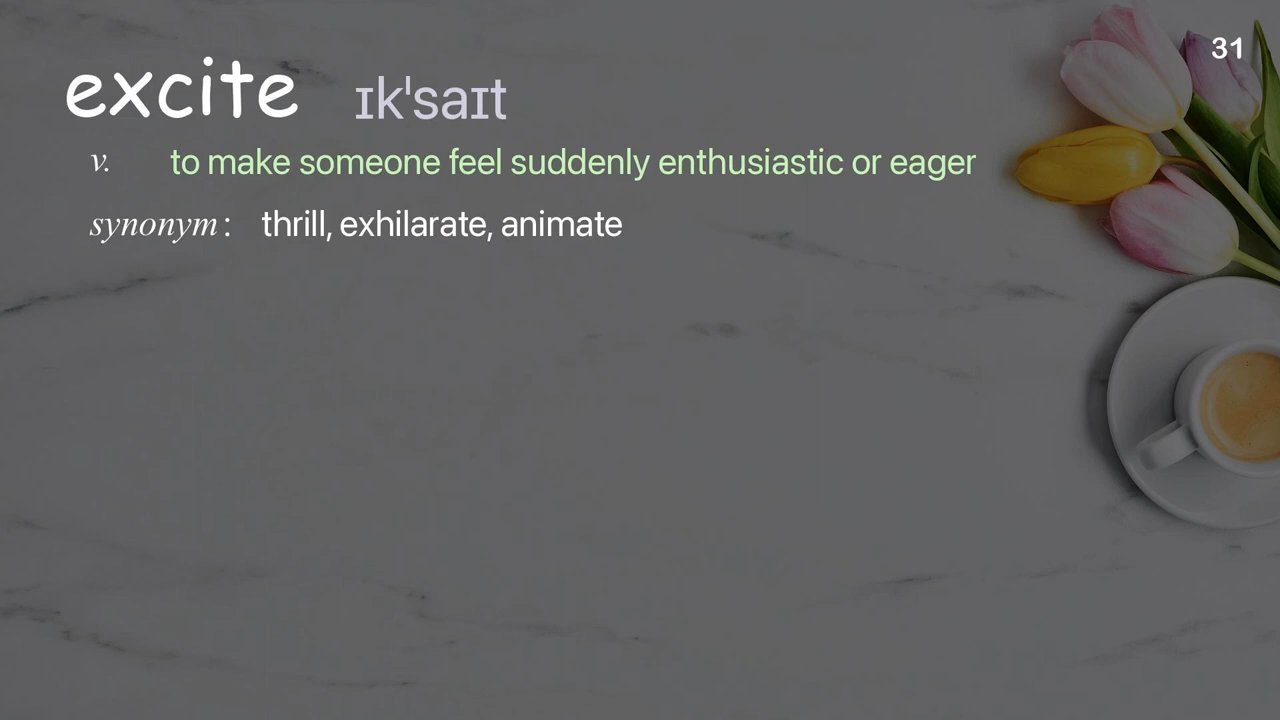 31
excite ɪkˈsaɪt
v. to make someone feel suddenly enthusiastic or eager
synonym: thrill, exhilarate, animate